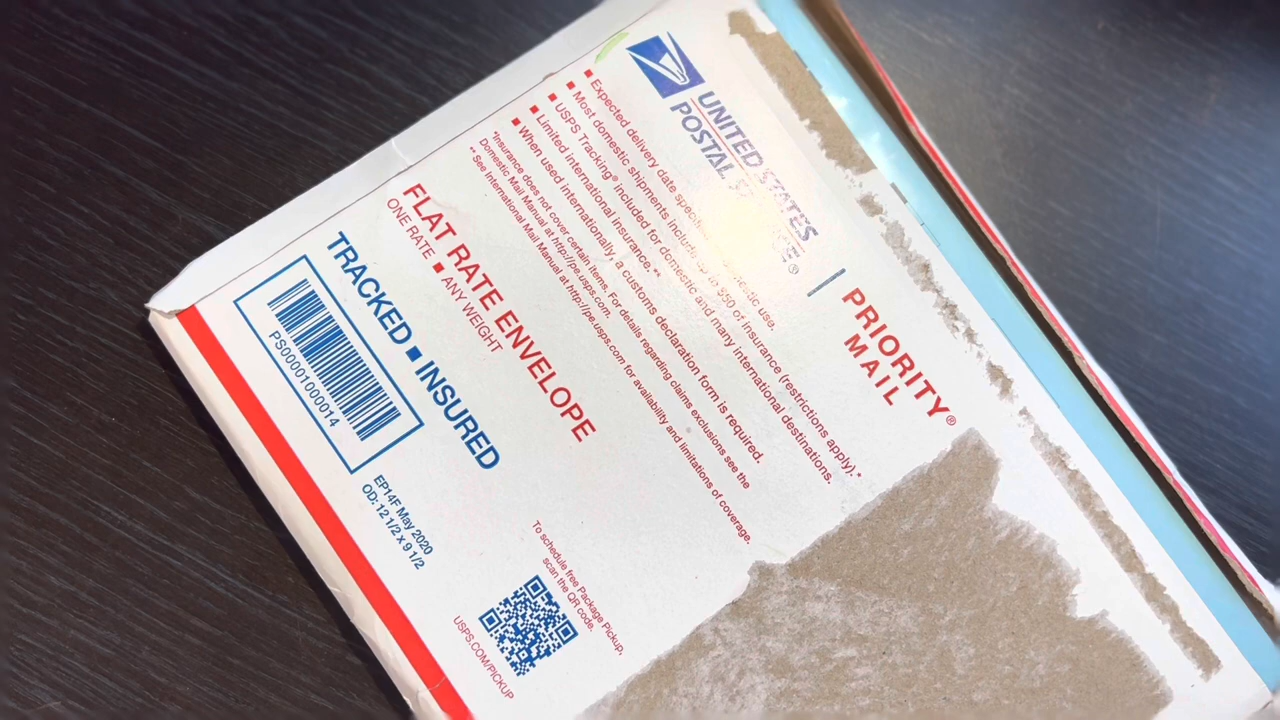 UNITED STATES
POSTAL
PRIORITY®
MAIL
■ Expected delivery date use.
■ Most domestic shipments include $50 of insurance (restrictions apply).*
■ USPS Tracking® included for domestic and many international destinations.
■ Limited international insurance.**
■ When used internationally, a customs declaration form is required.
*Insurance does not cover certain items. For details regarding claims exclusions see the
Domestic Mail Manual at http://pe.usps.com.
** See International Mail Manual at http://pe.usps.com for availability and limitations of coverage.
FLAT RATE ENVELOPE
ONE RATE ■ ANY WEIGHT
TRACKED ■ INSURED
PS00001000014
EP14F May 2020
OD: 12 1/2 x 9 1/2
To schedule free Package Pickup,
scan the QR code.
USPS.COM/PICKUP